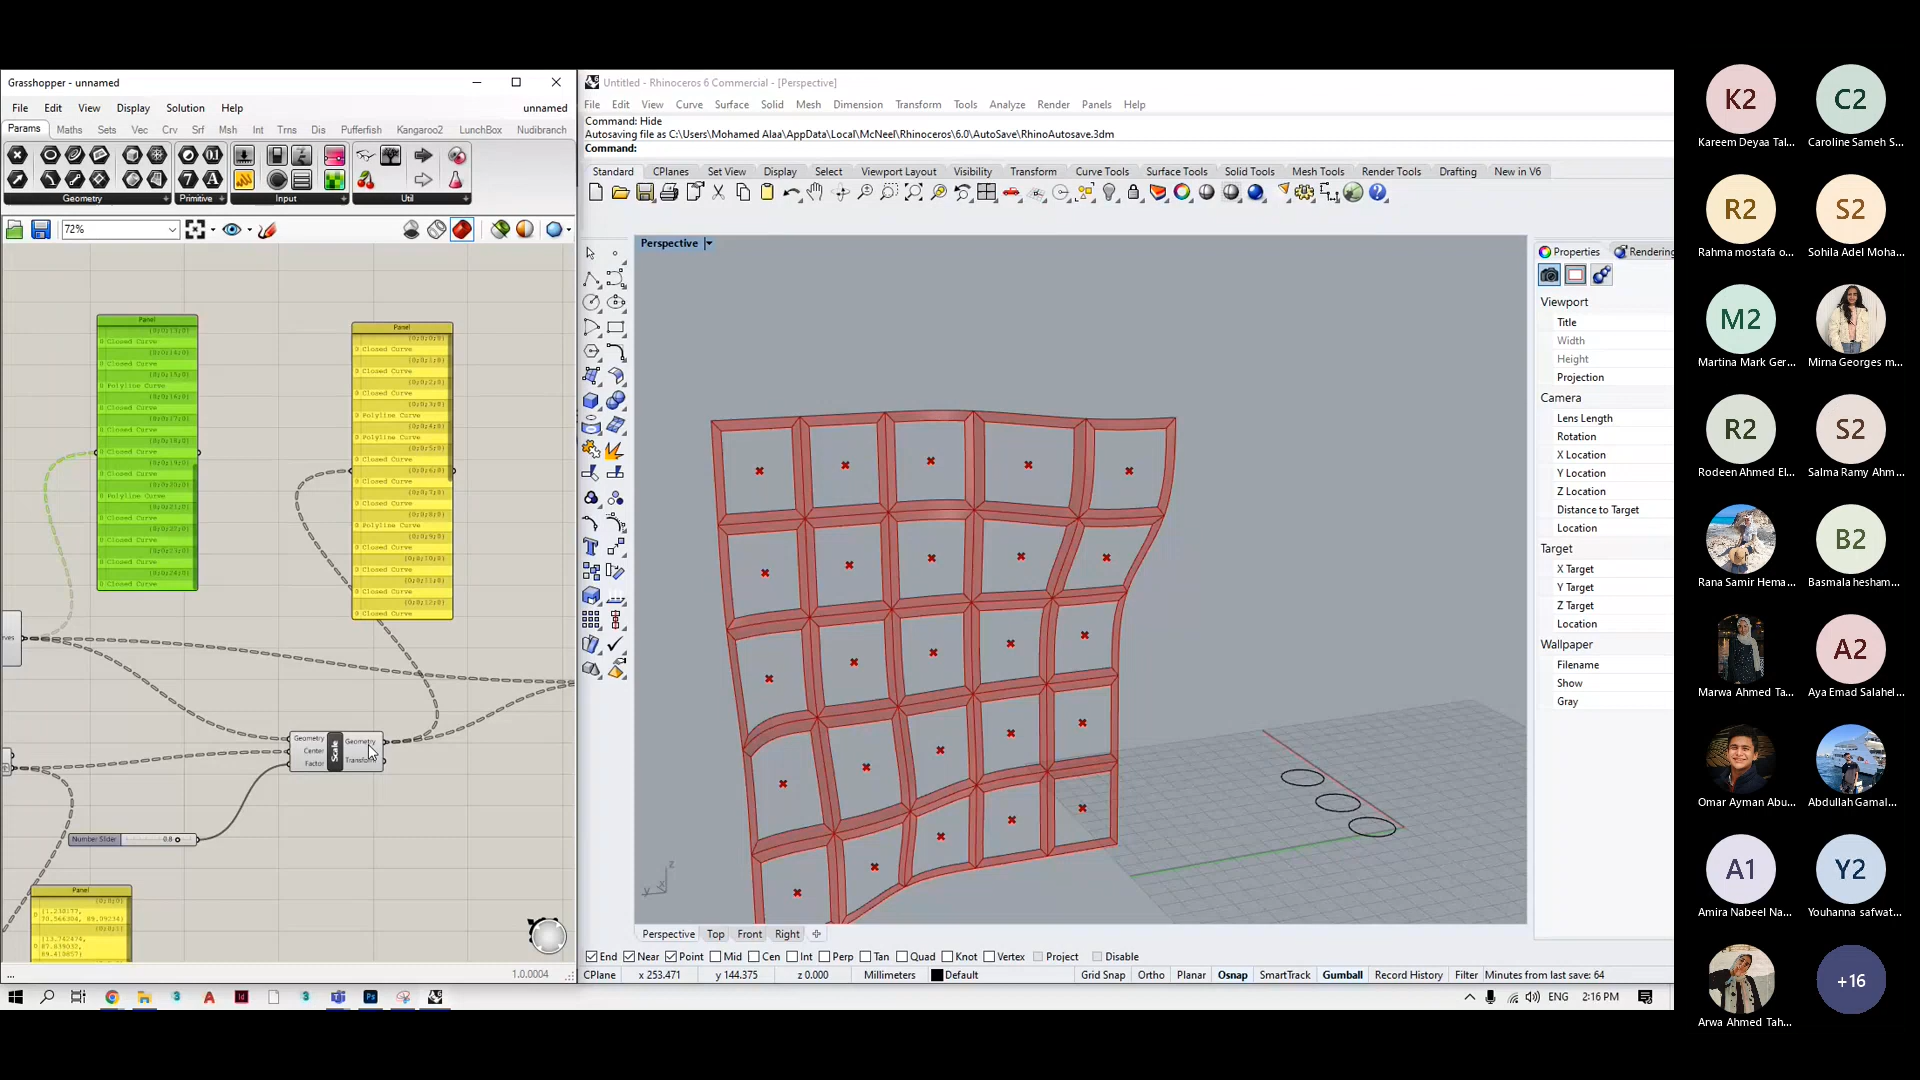 Grasshopper - unnamed
File Edit View Display Solution Help
unnamed
Params Maths Sets Vec Crv Srf Msh Int Trns Dis Pufferfish Kangaroo2 LunchBox Nudibranch
Geometry Primitive Input Util
72%
Panel
Panel
Geometry
Center
Factor
Scale
Geometry
Number Slider 0.8
Panel
...
1.0.0004
Untitled - Rhinoceros 6 Commercial - [Perspective]
File Edit View Curve Surface Solid Mesh Dimension Transform Tools Analyze Render Panels Help
Command: Hide
Autosaving file as C:\Users\Mohamed Alaa\AppData\Local\McNeel\Rhinoceros\6.0\AutoSave\RhinoAutosave.3dm
Command:
Standard CPlanes Set View Display Select Viewport Layout Visibility Transform Curve Tools Surface Tools Solid Tools Mesh Tools Render Tools Drafting New in V6
Perspective
Properties Rendering
Viewport
Title
Width
Height
Projection
Camera
Lens Length
Rotation
X Location
Y Location
Z Location
Distance to Target
Location
Target
X Target
Y Target
Z Target
Location
Wallpaper
Filename
Show
Gray
Perspective Top Front Right
End Near Point Mid Cen Int Perp Tan Quad Knot Vertex Project Disable
CPlane x 253.471 y 144.375 z 0.000 Millimeters Default Grid Snap Ortho Planar Osnap SmartTrack Gumball Record History Filter Minutes from last save: 64
ENG 2:16 PM
K2 C2
Kareem Deyaa Tal... Caroline Sameh S...
R2 S2
Rahma mostafa o... Sohila Adel Moha...
M2
Martina Mark Ger... Mirna Georges m...
R2 S2
Rodeen Ahmed El... Salma Ramy Ahm...
B2
Rana Samir Hema... Basmala hesham...
A2
Marwa Ahmed Ta... Aya Emad Salahel...
Omar Ayman Abu... Abdullah Gamal...
A1 Y2
Amira Nabeel Na... Youhanna safwat...
+16
Arwa Ahmed Tah...